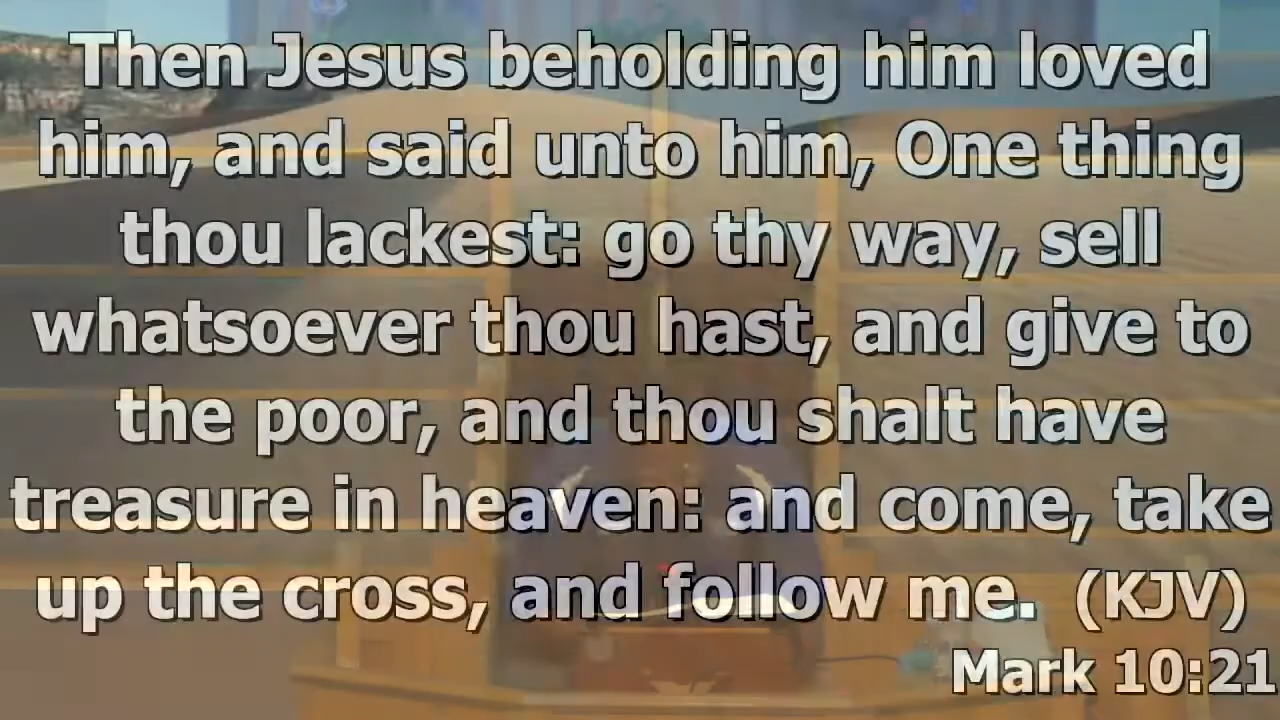 Then Jesus beholding him loved
him, and said unto him, One thing
thou lackest: go thy way, sell
whatsoever thou hast, and give to
the poor, and thou shalt have
treasure in heaven: and come, take
up the cross, and follow me. (KJV)
Mark 10:21